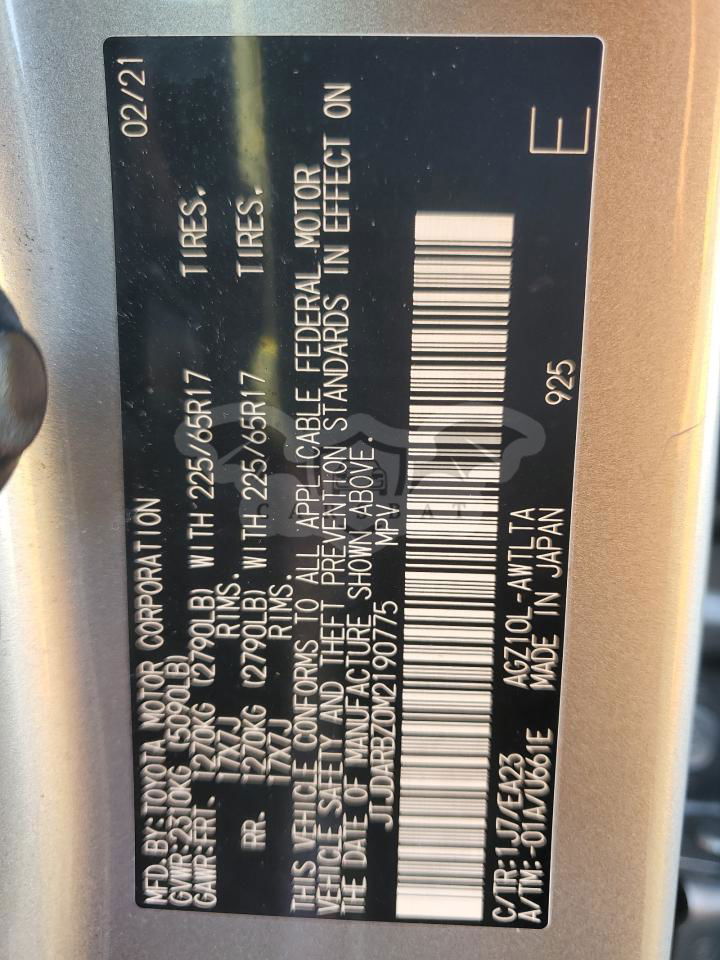 MFD.BY:TOYOTA MOTOR CORPORATION 02/21
GVWR:2310KG (5090LB)
GAWR:FRT. 1270KG (2790LB) WITH 225/65R17 TIRES.
17X7J RIMS.
RR. 1270KG (2790LB) WITH 225/65R17 TIRES.
17X7J RIMS.
THIS VEHICLE CONFORMS TO ALL APPLICABLE FEDERAL MOTOR
VEHICLE SAFETY AND THEFT PREVENTION STANDARDS IN EFFECT ON
THE DATE OF MANUFACTURE SHOWN ABOVE.
JTJDARBZ0M2190775 MPV
C/TR:1J7/EA23 AGZ10L-AWTLTA
A/TM:-01A/U661E MADE IN JAPAN 925
E